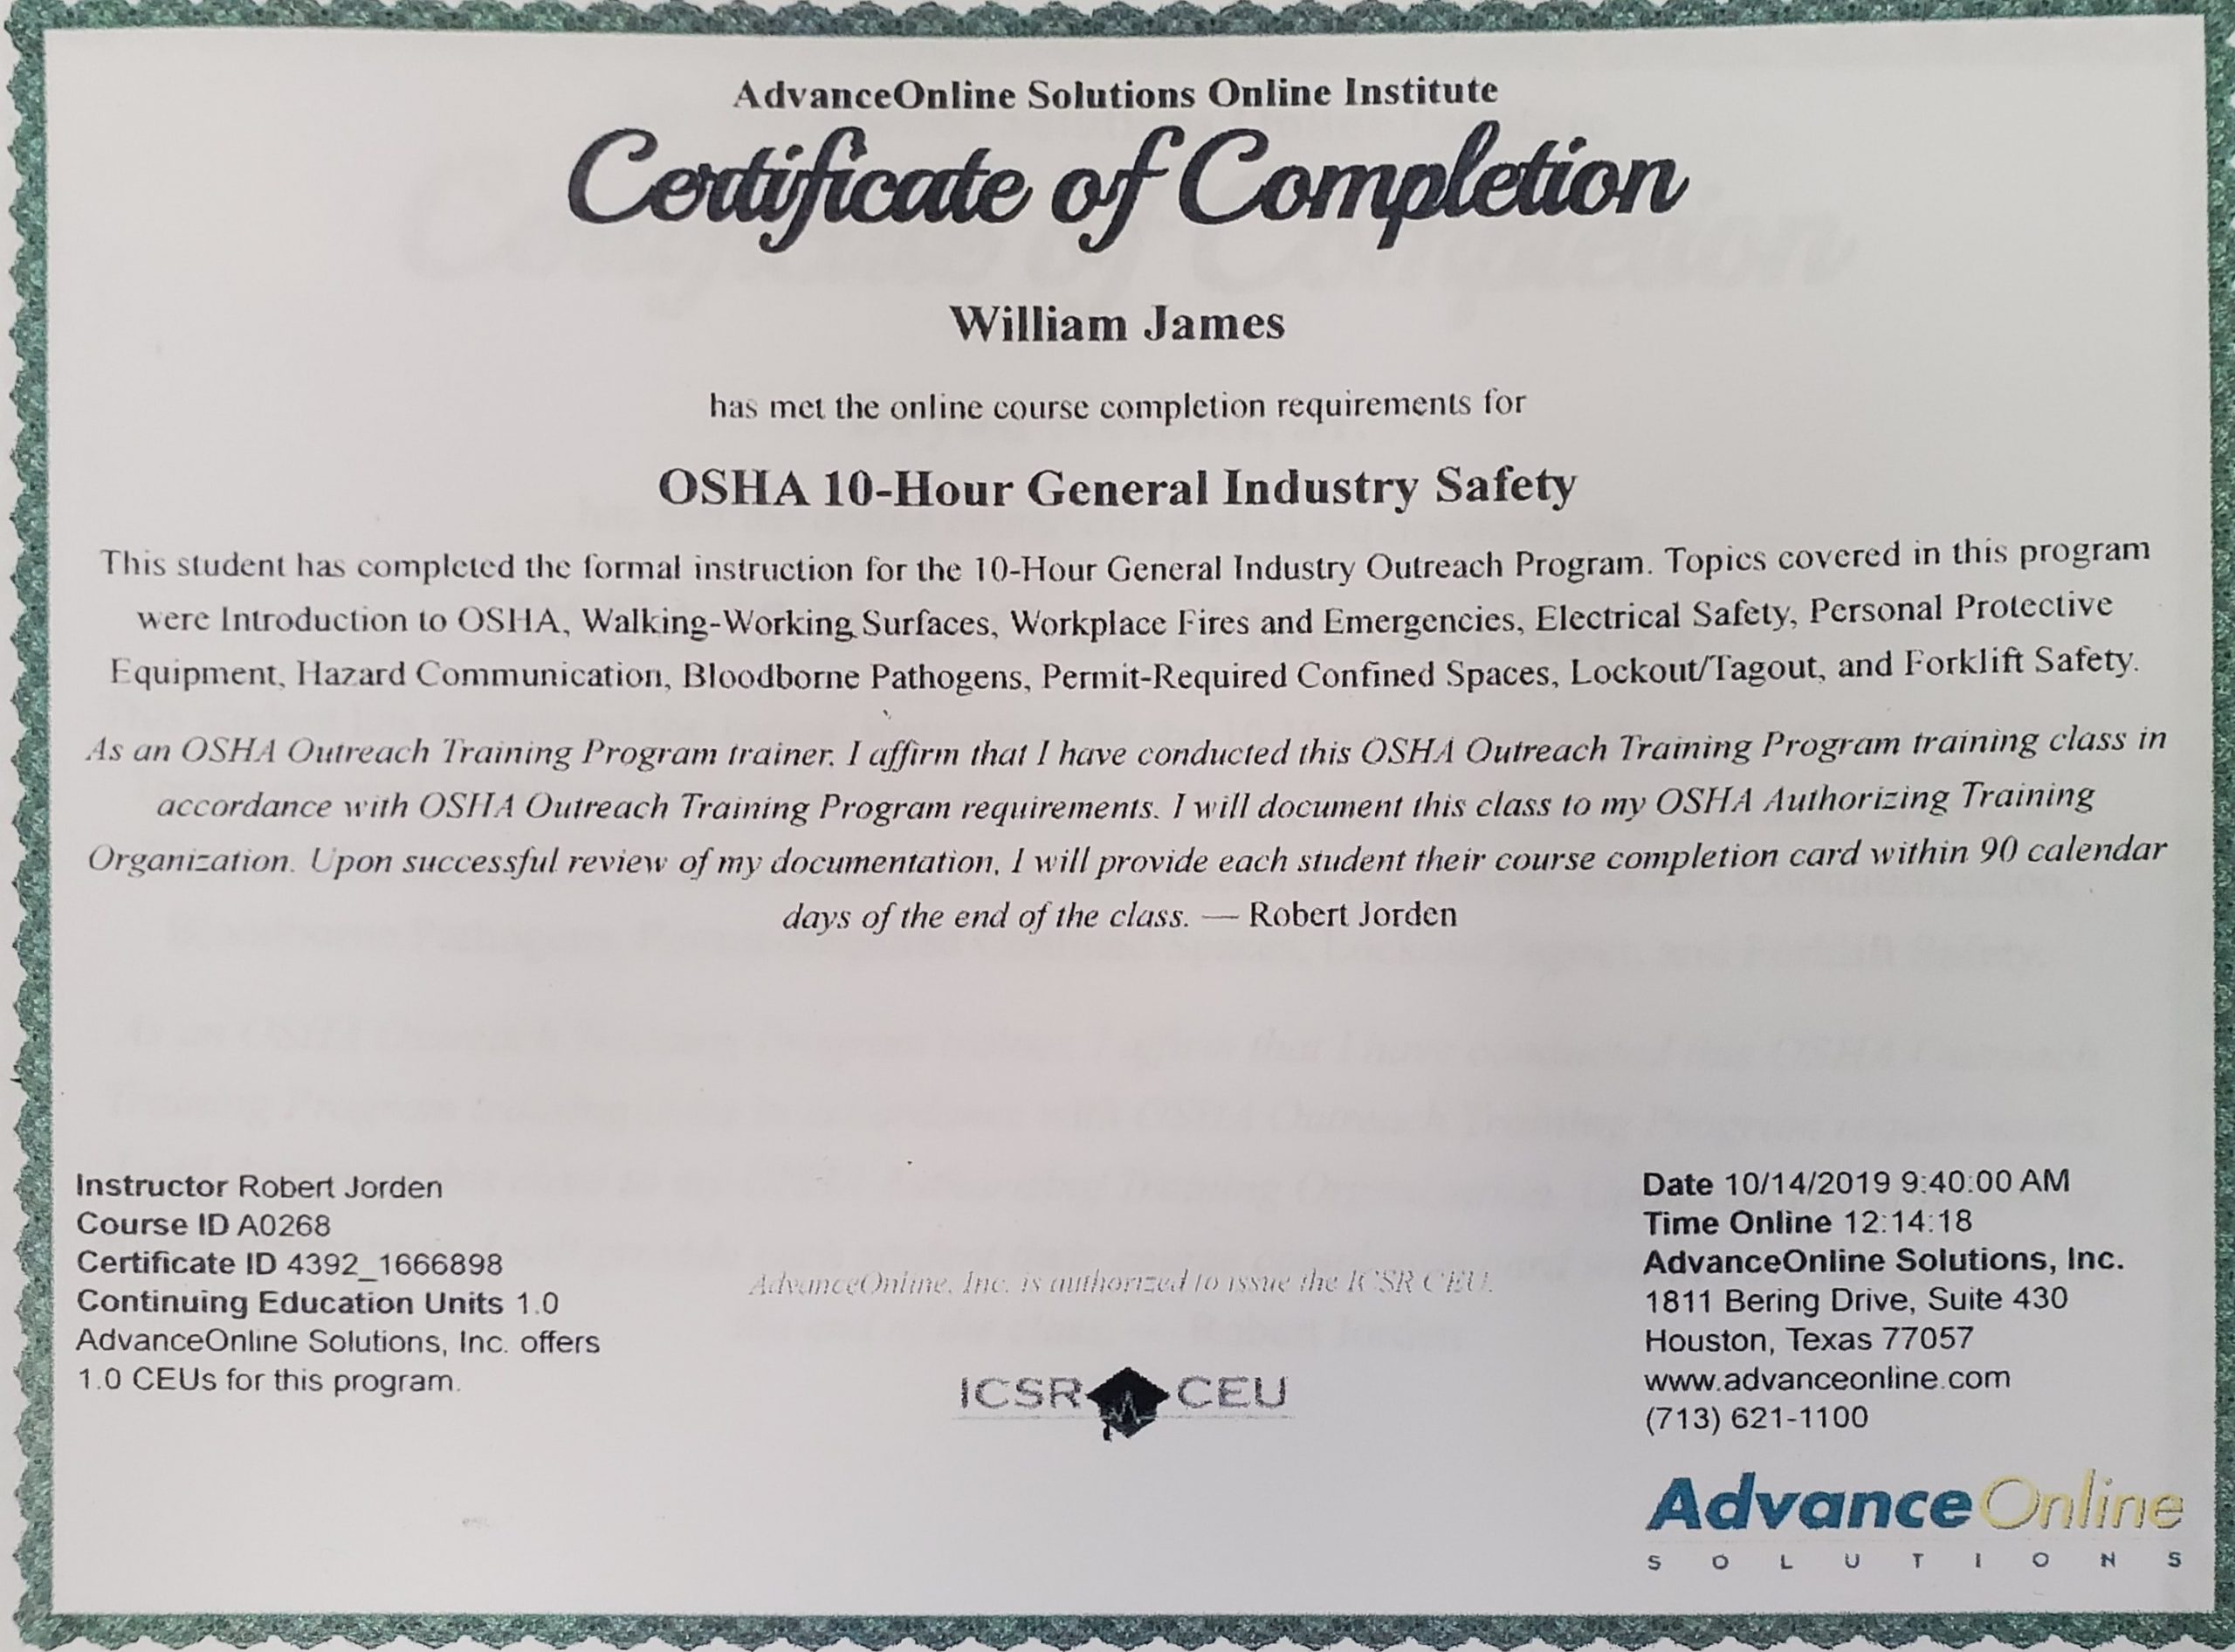 AdvanceOnline Solutions Online Institute
Certificate of Completion
William James
has met the online course completion requirements for
OSHA 10-Hour General Industry Safety
This student has completed the formal instruction for the 10-Hour General Industry Outreach Program. Topics covered in this program
were Introduction to OSHA, Walking-Working Surfaces, Workplace Fires and Emergencies, Electrical Safety, Personal Protective
Equipment, Hazard Communication, Bloodborne Pathogens, Permit-Required Confined Spaces, Lockout/Tagout, and Forklift Safety.
As an OSHA Outreach Training Program trainer. I affirm that I have conducted this OSHA Outreach Training Program training class in
accordance with OSHA Outreach Training Program requirements. I will document this class to my OSHA Authorizing Training
Organization. Upon successful review of my documentation, I will provide each student their course completion card within 90 calendar
days of the end of the class. — Robert Jorden
Instructor Robert Jorden
Course ID A0268
Certificate ID 4392_1666898
Continuing Education Units 1.0
AdvanceOnline Solutions, Inc. offers
1.0 CEUs for this program.
AdvanceOnline, Inc. is authorized to issue the ICSR CEU.
ICSR CEU
Date 10/14/2019 9:40:00 AM
Time Online 12:14:18
AdvanceOnline Solutions, Inc.
1811 Bering Drive, Suite 430
Houston, Texas 77057
www.advanceonline.com
(713) 621-1100
AdvanceOnline
SOLUTIONS